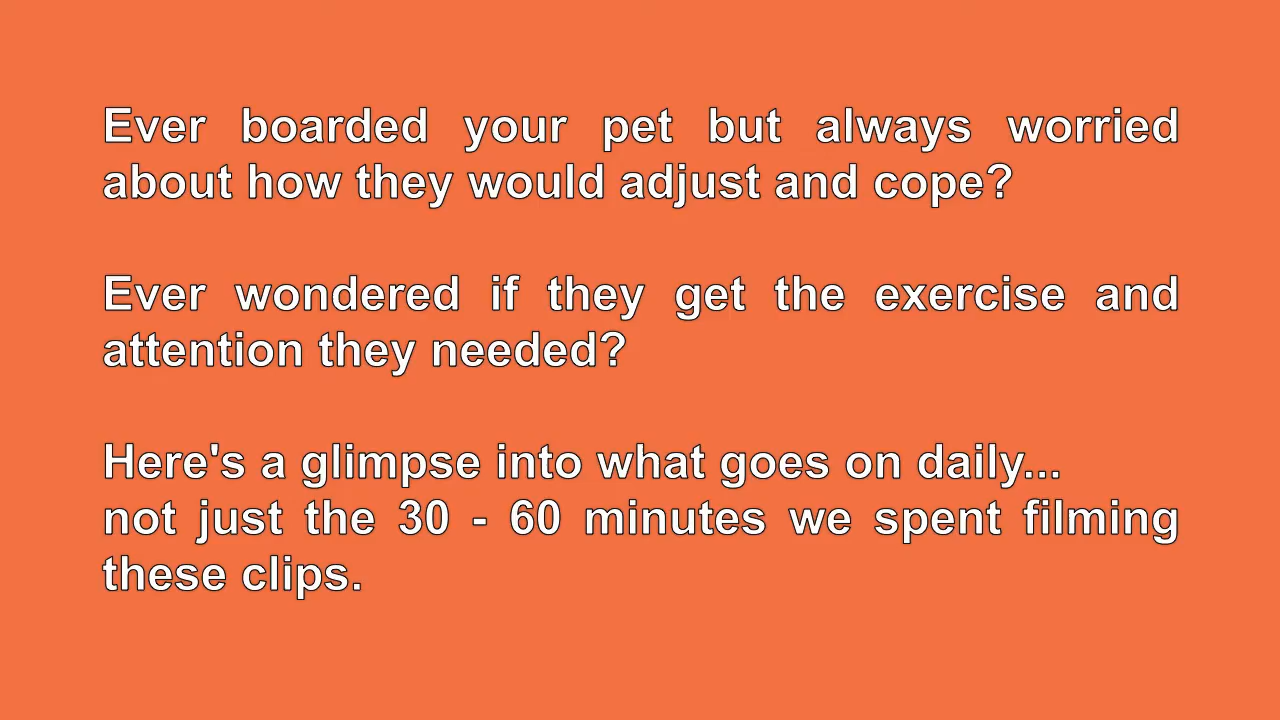 Ever boarded your pet but always worried
about how they would adjust and cope?
Ever wondered if they get the exercise and
attention they needed?
Here's a glimpse into what goes on daily...
not just the 30 - 60 minutes we spent filming
these clips.